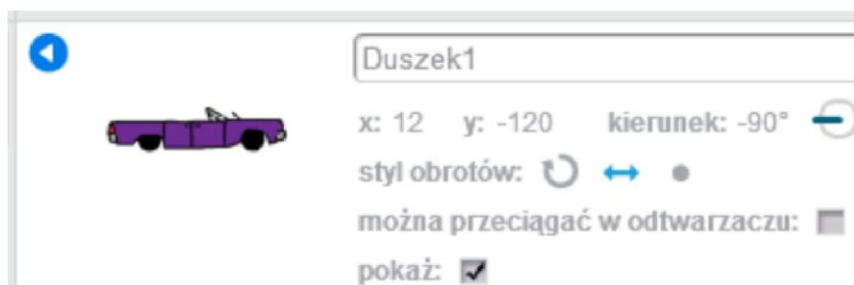 Duszek1
x: 12 y: -120 kierunek: -90°
styl obrotów:
można przeciągać w odtwarzaczu:
pokaż: